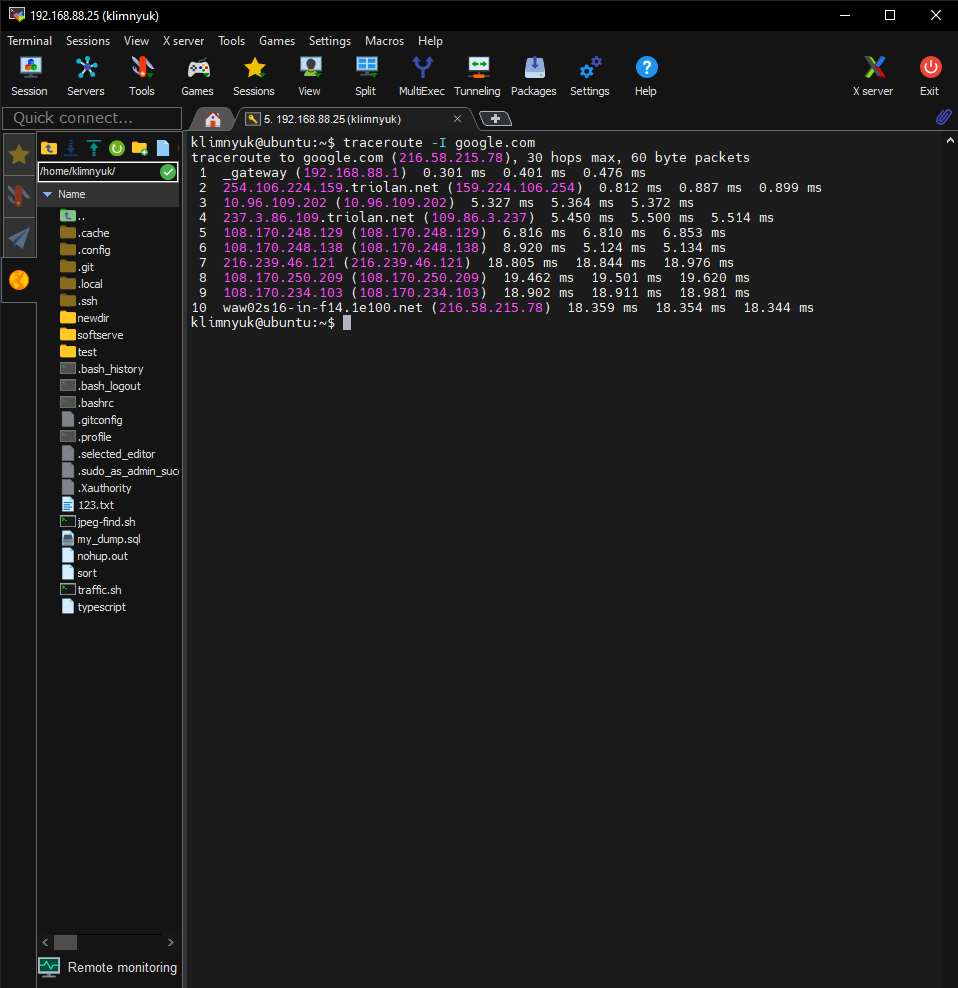 192.168.88.25 (klimnyuk)
Terminal Sessions View X server Tools Games Settings Macros Help
Session Servers Tools Games Sessions View Split MultiExec Tunneling Packages Settings Help X server Exit
Quick connect...
5. 192.168.88.25 (klimnyuk)
/home/klimnyuk/
Name
..
.cache
.config
.git
.local
.ssh
newdir
softserve
test
.bash_history
.bash_logout
.bashrc
.gitconfig
.profile
.selected_editor
.sudo_as_admin_succ
.Xauthority
123.txt
jpeg-find.sh
my_dump.sql
nohup.out
sort
traffic.sh
typescript
Remote monitoring
klimnyuk@ubuntu:~$ traceroute -I google.com
traceroute to google.com (216.58.215.78), 30 hops max, 60 byte packets
1 _gateway (192.168.88.1) 0.301 ms 0.401 ms 0.476 ms
2 254.106.224.159.triolan.net (159.224.106.254) 0.812 ms 0.887 ms 0.899 ms
3 10.96.109.202 (10.96.109.202) 5.327 ms 5.364 ms 5.372 ms
4 237.3.86.109.triolan.net (109.86.3.237) 5.450 ms 5.500 ms 5.514 ms
5 108.170.248.129 (108.170.248.129) 6.816 ms 6.810 ms 6.853 ms
6 108.170.248.138 (108.170.248.138) 8.920 ms 5.124 ms 5.134 ms
7 216.239.46.121 (216.239.46.121) 18.805 ms 18.844 ms 18.976 ms
8 108.170.250.209 (108.170.250.209) 19.462 ms 19.501 ms 19.620 ms
9 108.170.234.103 (108.170.234.103) 18.902 ms 18.911 ms 18.981 ms
10 waw02s16-in-f14.1e100.net (216.58.215.78) 18.359 ms 18.354 ms 18.344 ms
klimnyuk@ubuntu:~$